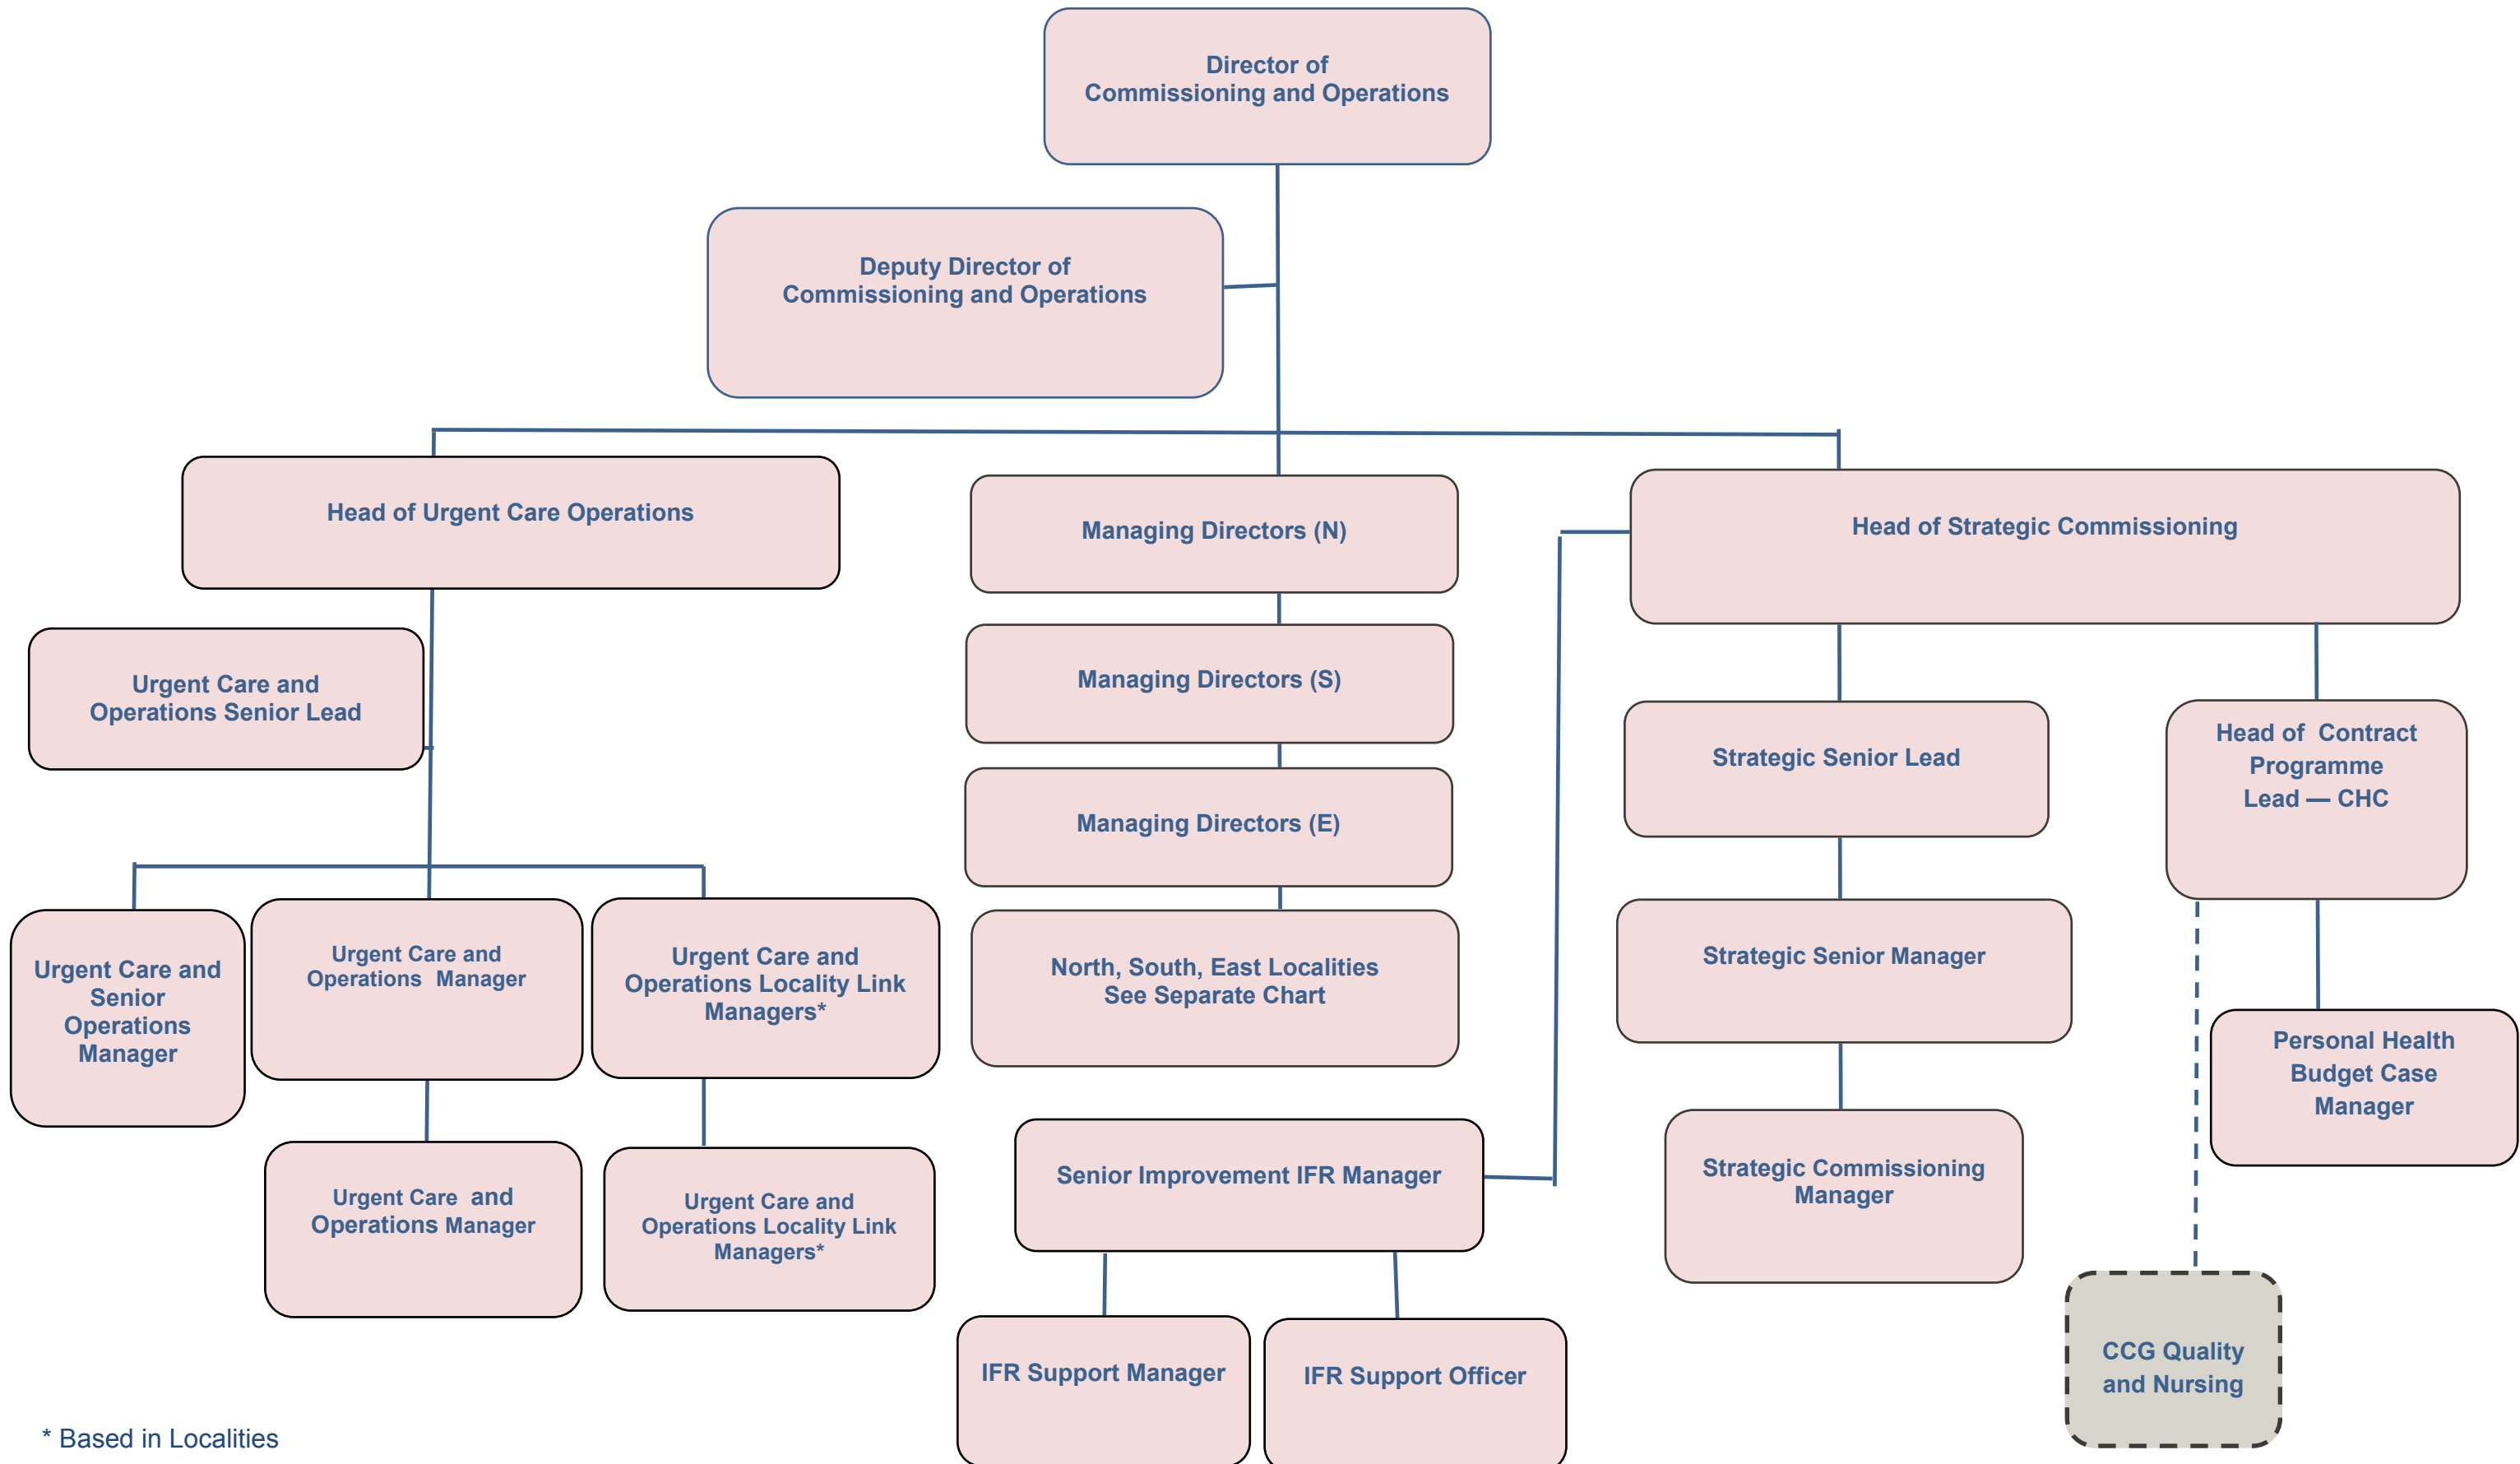 Director of
Commissioning and Operations
Deputy Director of
Commissioning and Operations
Head of Urgent Care Operations
Managing Directors (N)
Head of Strategic Commissioning
Urgent Care and
Operations Senior Lead
Managing Directors (S)
Strategic Senior Lead
Head of  Contract
Programme
Lead — CHC
Managing Directors (E)
Urgent Care and
Senior
Operations
Manager
Urgent Care and
Operations  Manager
Urgent Care and
Operations Locality Link
Managers*
North, South, East Localities
See Separate Chart
Strategic Senior Manager
Personal Health
Budget Case
Manager
Urgent Care  and
Operations Manager
Urgent Care and
Operations Locality Link
Managers*
Senior Improvement IFR Manager
Strategic Commissioning
Manager
IFR Support Manager
IFR Support Officer
CCG Quality
and Nursing
* Based in Localities